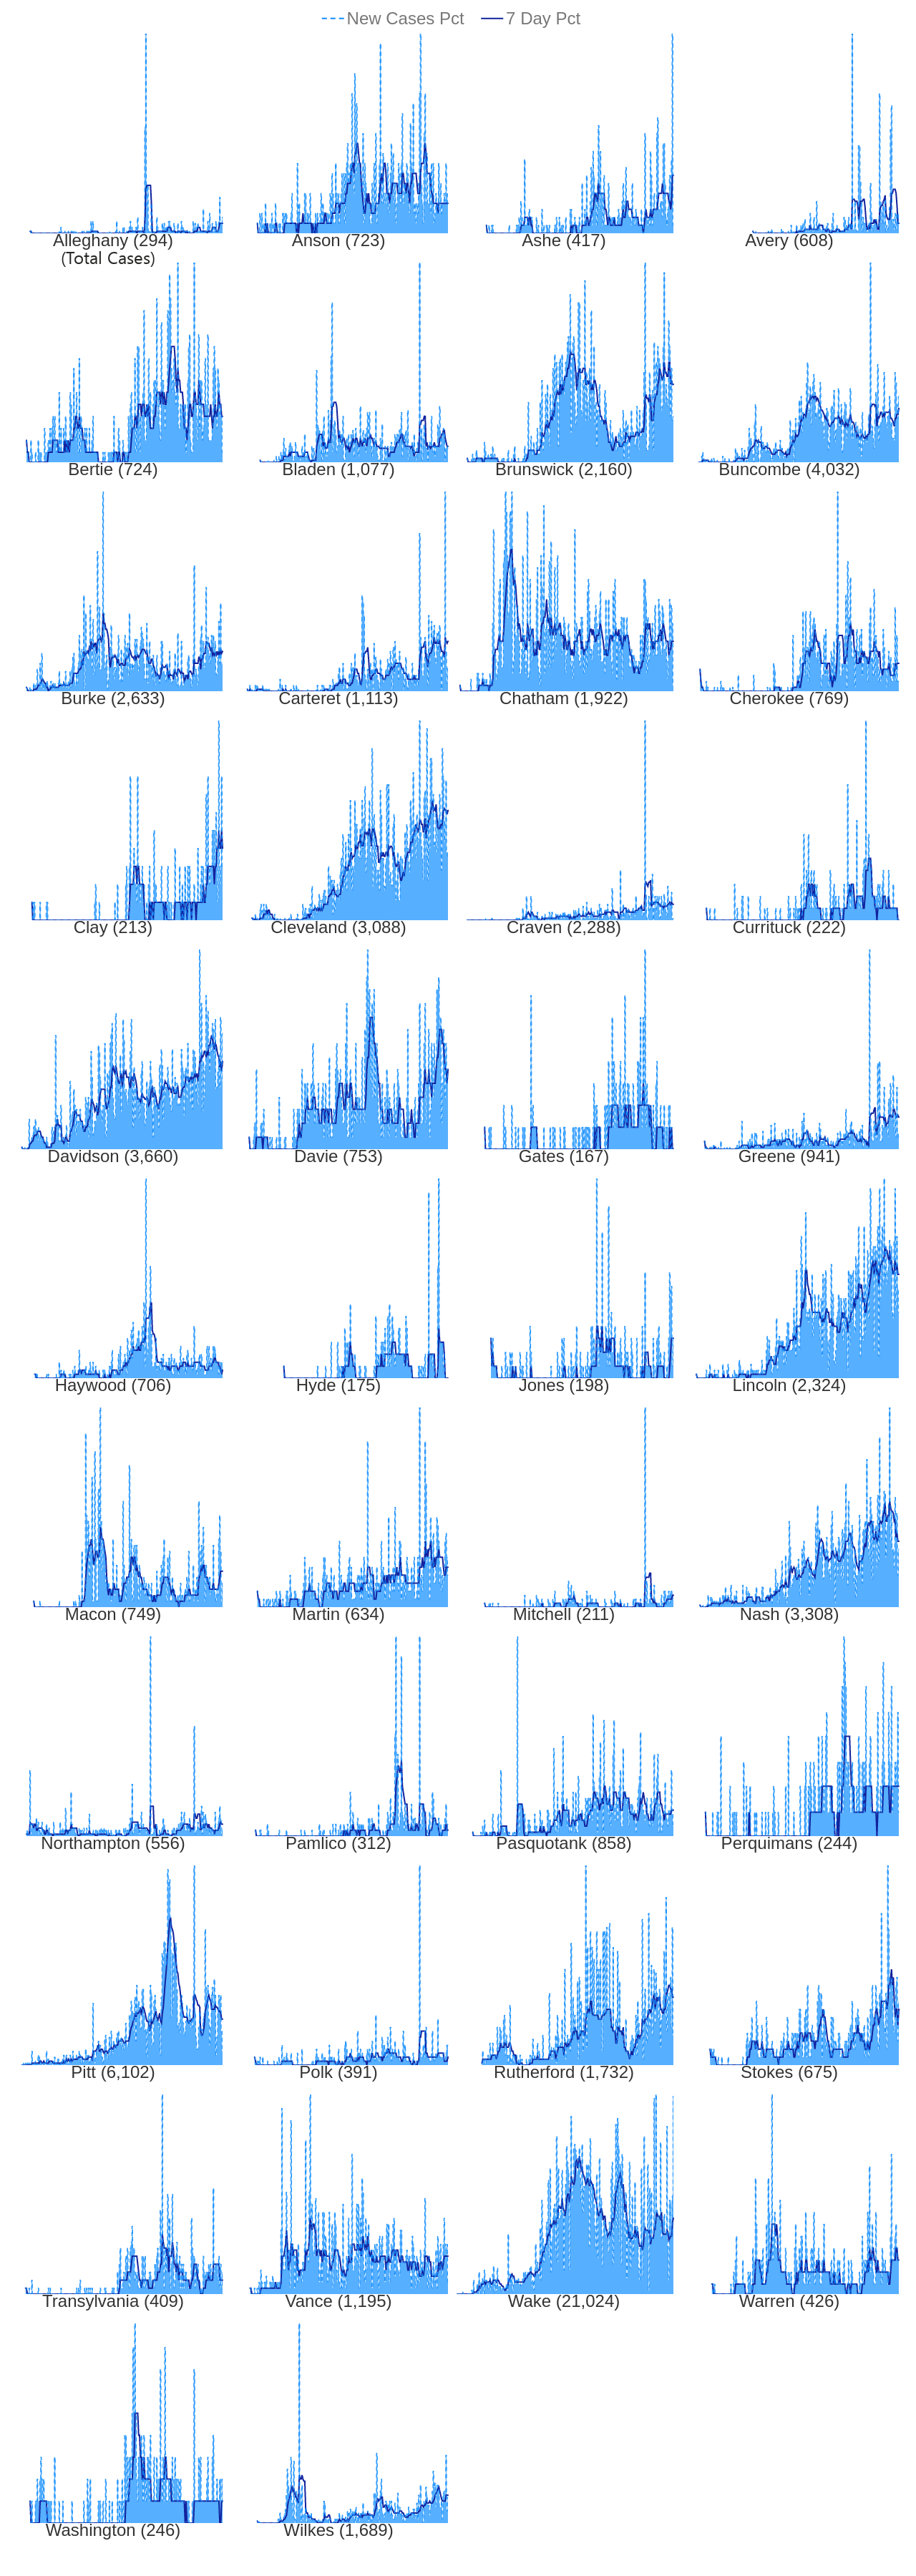 New Cases Pct 7 Day Pct
Alleghany (294) Anson (723) Ashe (417) Avery (608)
(Total Cases)
Bertie (724) Bladen (1,077) Brunswick (2,160) Buncombe (4,032)
Burke (2,633) Carteret (1,113) Chatham (1,922) Cherokee (769)
Clay (213) Cleveland (3,088) Craven (2,288) Currituck (222)
Davidson (3,660) Davie (753) Gates (167) Greene (941)
Haywood (706) Hyde (175) Jones (198) Lincoln (2,324)
Macon (749) Martin (634) Mitchell (211) Nash (3,308)
Northampton (556) Pamlico (312) Pasquotank (858) Perquimans (244)
Pitt (6,102) Polk (391) Rutherford (1,732) Stokes (675)
Transylvania (409) Vance (1,195) Wake (21,024) Warren (426)
Washington (246) Wilkes (1,689)